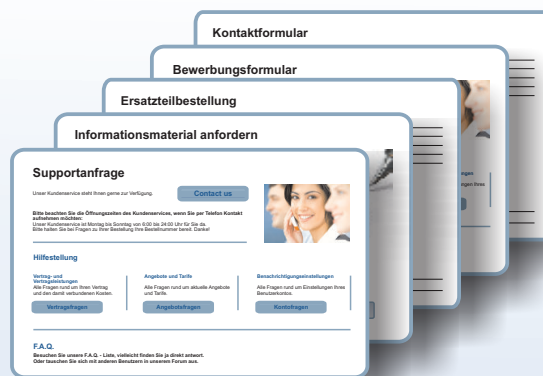 Kontaktformular
Bewerbungsformular
Ersatzteilbestellung
Informationsmaterial anfordern
Supportanfrage
Unser Kundenservice steht Ihnen gerne zur Verfügung.
Contact us
Bitte beachten Sie die Öffnungszeiten des Kundenservices, wenn Sie per Telefon Kontakt
aufnehmen möchten:
Unser Kundenservice ist Montag bis Sonntag von 6:00 bis 24:00 Uhr für Sie da.
Bitte halten Sie bei Fragen zu Ihrer Bestellung Ihre Bestellnummer bereit. Danke!
Hilfestellung
Vertrag- und
Vertragsleistungen
Alle Fragen rund um Ihren Vertrag
und den damit verbundenen Kosten.
Vertragefragen
Angebote und Tarife
Alle Fragen rund um aktuelle Angebote
und Tarife.
Angebotsfragen
Benachrichtigungseinstellungen
Alle Fragen rund um Einstellungen Ihres
Benutzerkontos.
Kontofragen
F.A.Q.
Besuchen Sie unsere F.A.Q. - Liste, vielleicht finden Sie ja direkt antwort.
Oder tauschen Sie sich mit anderen Benutzern in unserem Forum aus.